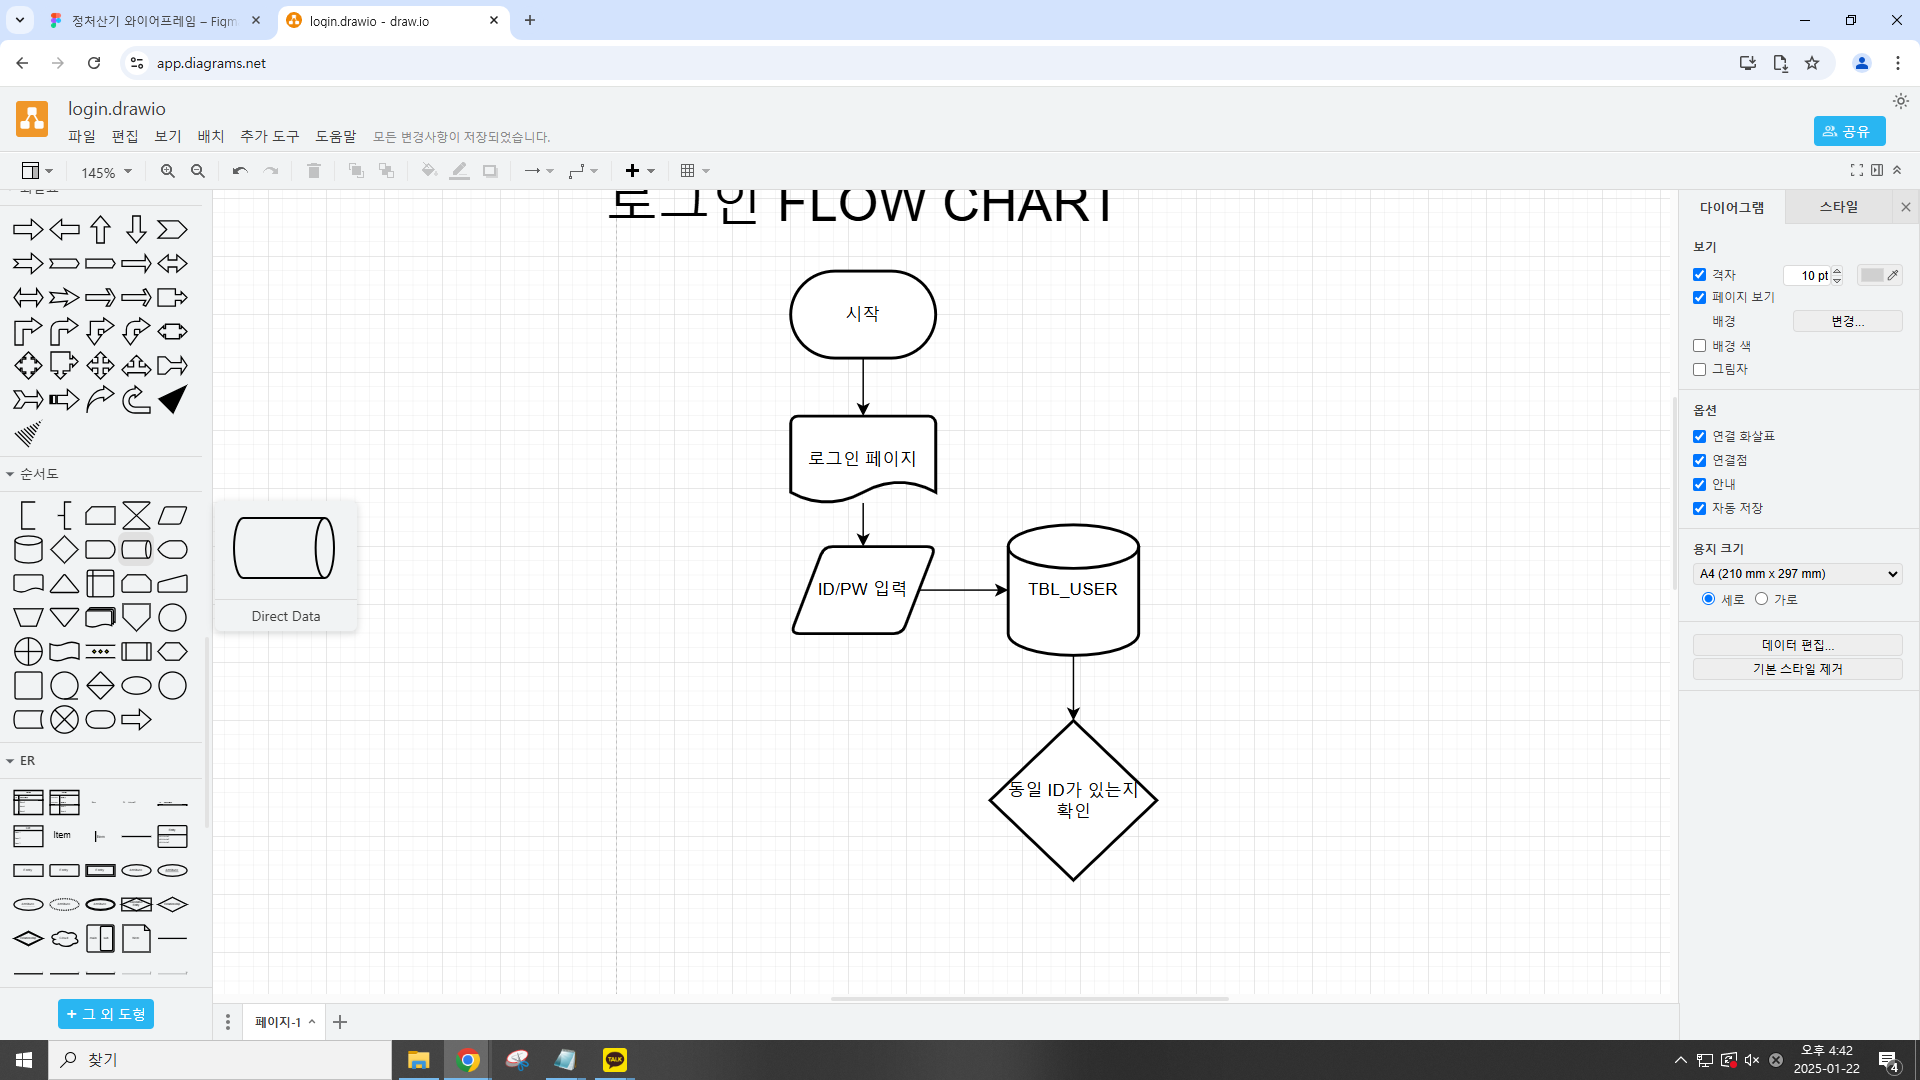 정처산기 와이어프레임 – Figm
login.drawio - draw.io
app.diagrams.net
login.drawio
파일 편집 보기 배치 추가 도구 도움말 모든 변경사항이 저장되었습니다.
공유
145%
화살표
순서도
Direct Data
ER
Item
+ 그 외 도형
로그인 FLOW CHART
시작
로그인 페이지
ID/PW 입력
TBL_USER
동일 ID가 있는지
확인
다이어그램
스타일
보기
격자
10 pt
페이지 보기
배경
변경...
배경 색
그림자
옵션
연결 화살표
연결점
안내
자동 저장
용지 크기
A4 (210 mm x 297 mm)
세로
가로
데이터 편집...
기본 스타일 제거
페이지-1
찾기
TALK
오후 4:42
2025-01-22
4